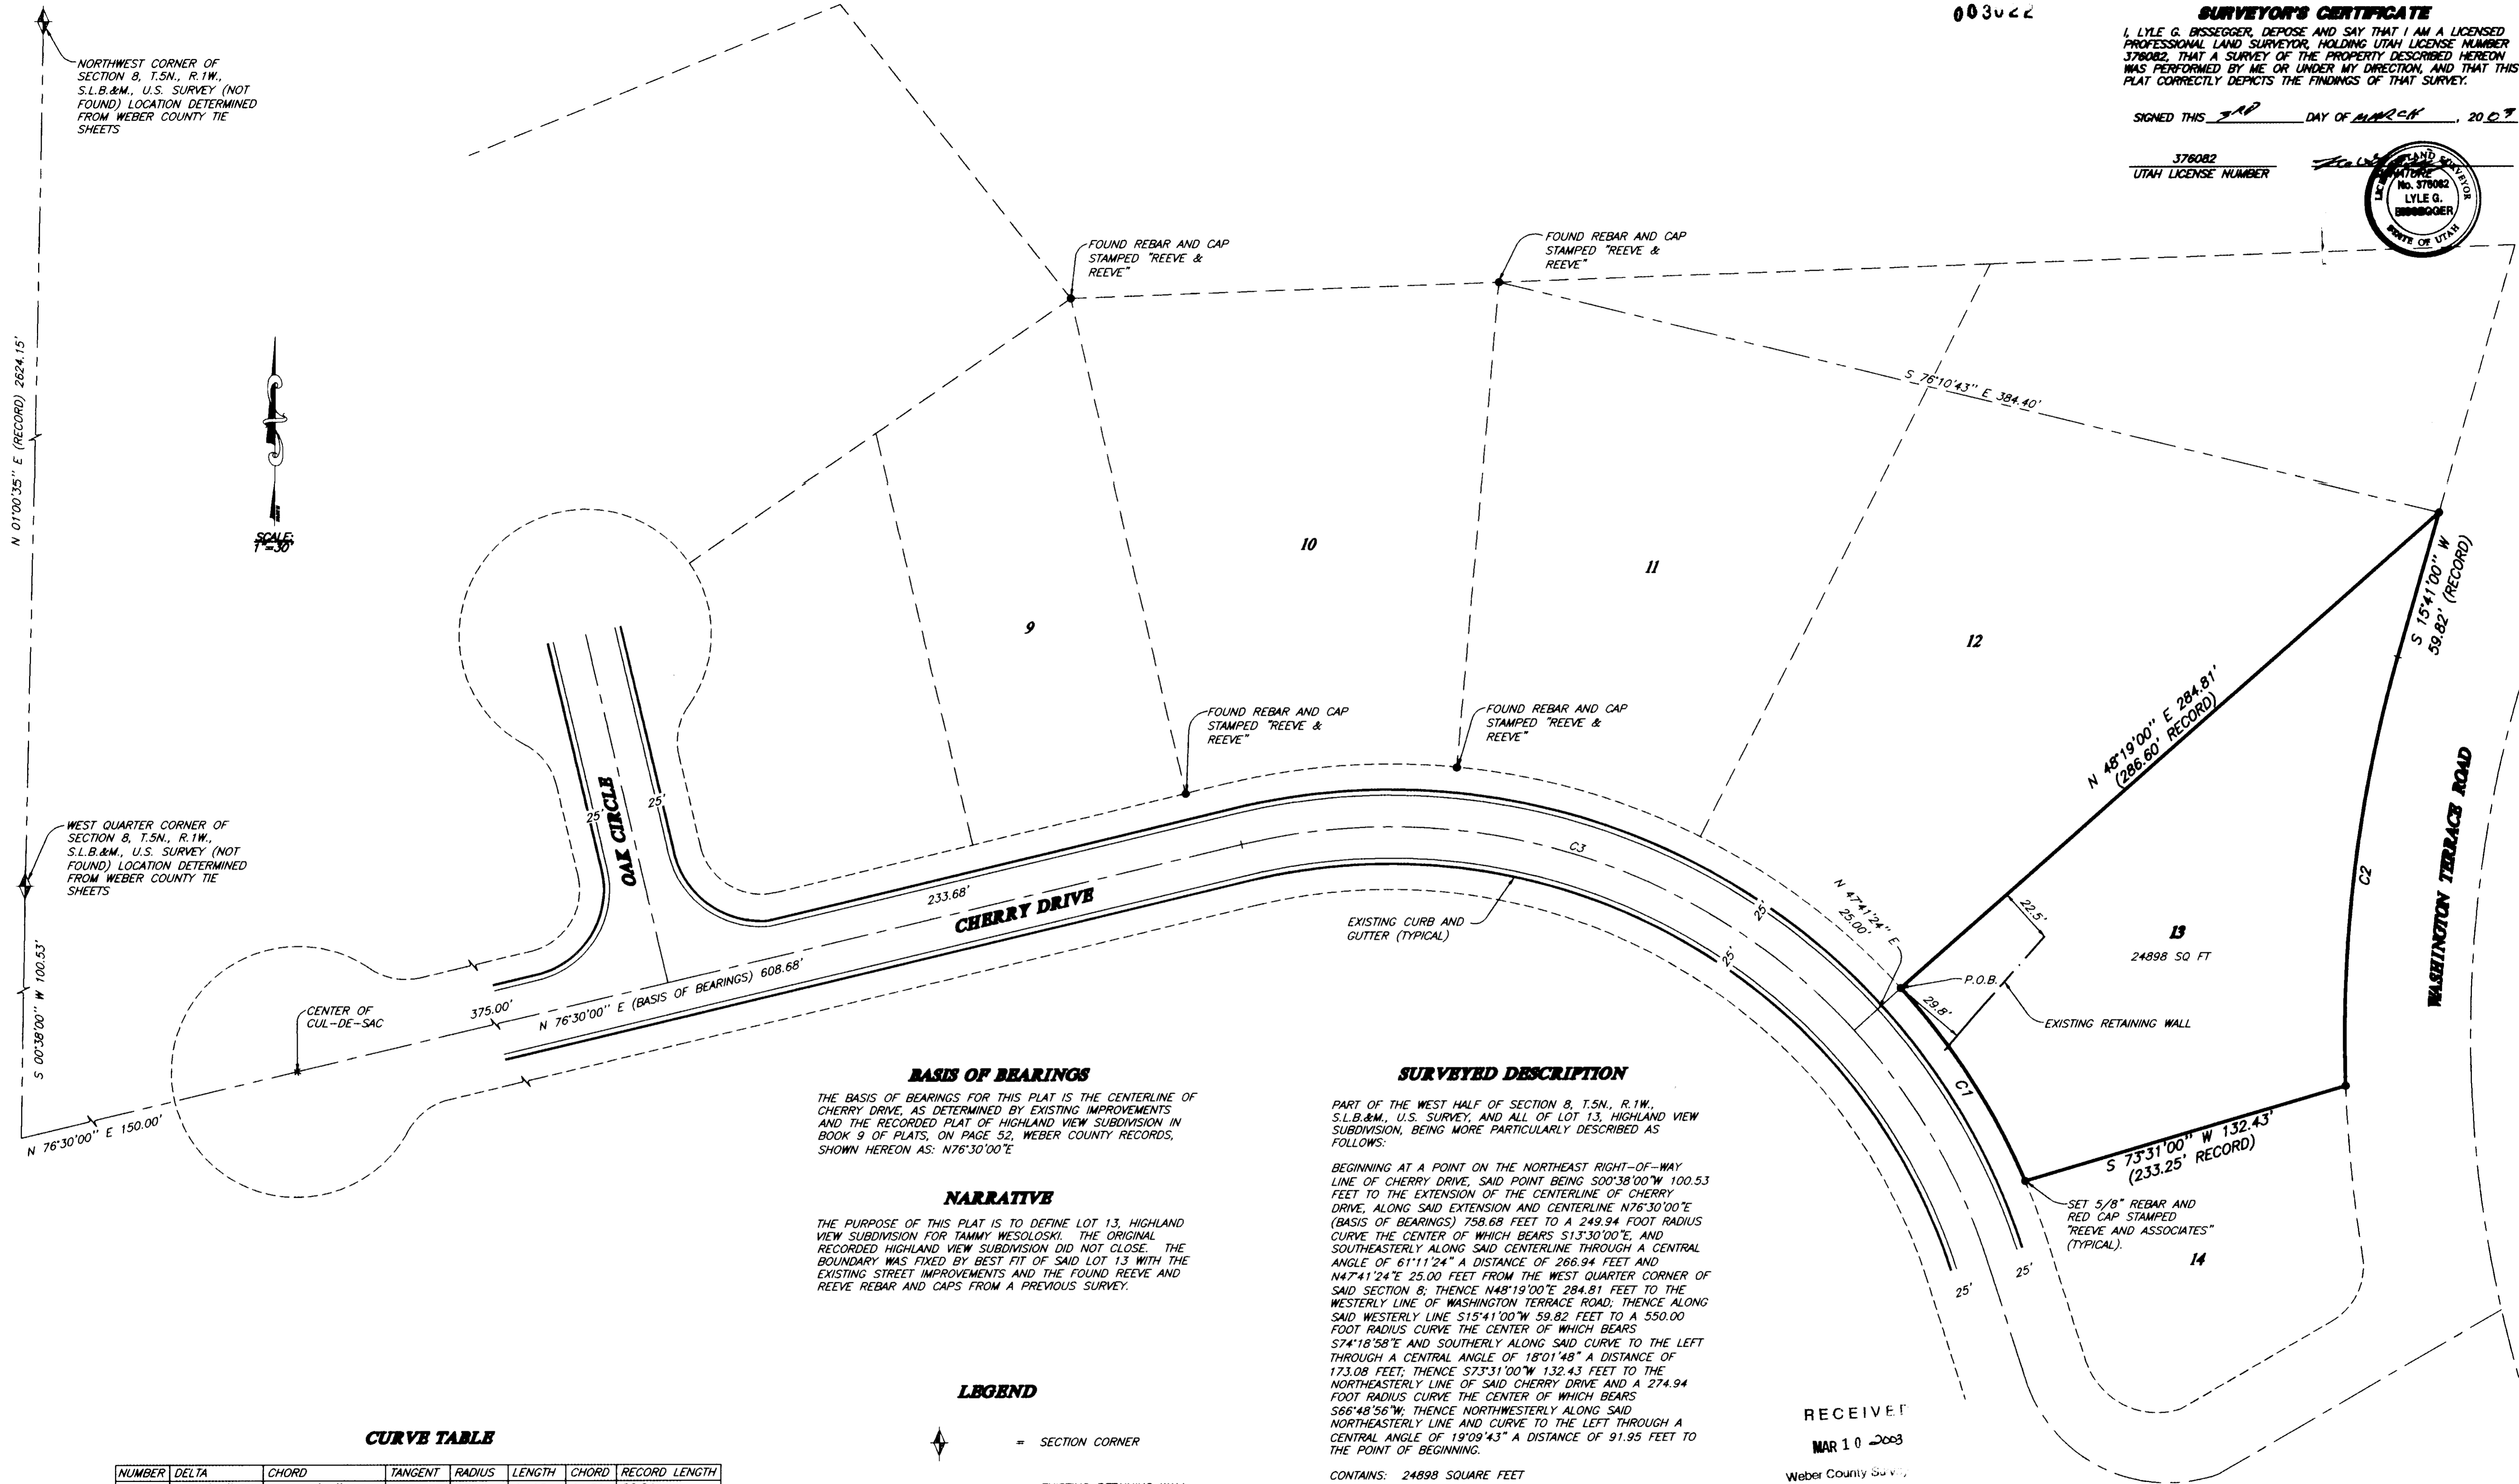 003022
SURVEYOR'S CERTIFICATE
I, LYLE G. BISSEGGER, DEPOSE AND SAY THAT I AM A LICENSED
PROFESSIONAL LAND SURVEYOR, HOLDING UTAH LICENSE NUMBER
376082, THAT A SURVEY OF THE PROPERTY DESCRIBED HEREON
WAS PERFORMED BY ME OR UNDER MY DIRECTION, AND THAT THIS
PLAT CORRECTLY DEPICTS THE FINDINGS OF THAT SURVEY.
SIGNED THIS 3RD DAY OF MARCH, 2003
376082
UTAH LICENSE NUMBER
SIGNATURE
LICENSED LAND SURVEYOR
No. 376082
LYLE G.
BISSEGGER
STATE OF UTAH
NORTHWEST CORNER OF
SECTION 8, T.5N., R.1W.,
S.L.B.&M., U.S. SURVEY (NOT
FOUND) LOCATION DETERMINED
FROM WEBER COUNTY TIE
SHEETS
N 01°00'35" E (RECORD) 2624.15'
SCALE:
1"=30'
FOUND REBAR AND CAP
STAMPED "REEVE &
REEVE"
FOUND REBAR AND CAP
STAMPED "REEVE &
REEVE"
S 76°10'43" E 384.40'
9
10
11
12
S 15°41'00" W
59.82' (RECORD)
N 48°19'00" E 284.81'
(286.60' RECORD)
FOUND REBAR AND CAP
STAMPED "REEVE &
REEVE"
FOUND REBAR AND CAP
STAMPED "REEVE &
REEVE"
WEST QUARTER CORNER OF
SECTION 8, T.5N., R.1W.,
S.L.B.&M., U.S. SURVEY (NOT
FOUND) LOCATION DETERMINED
FROM WEBER COUNTY TIE
SHEETS
S 00°38'00" W 100.53'
N 76°30'00" E 150.00'
CENTER OF
CUL-DE-SAC
375.00'
N 76°30'00" E (BASIS OF BEARINGS) 608.68'
25'
25'
OAK CIRCLE
233.68'
CHERRY DRIVE
C3
EXISTING CURB AND
GUTTER (TYPICAL)
25'
25'
N 47°41'24" E
25.00'
22.5'
13
24898 SQ FT
P.O.B.
29.8'
EXISTING RETAINING WALL
C1
C2
WASHINGTON TERRACE ROAD
S 73°31'00" W 132.43'
(233.25' RECORD)
SET 5/8" REBAR AND
RED CAP STAMPED
"REEVE AND ASSOCIATES"
(TYPICAL).
14
25'
25'
BASIS OF BEARINGS
THE BASIS OF BEARINGS FOR THIS PLAT IS THE CENTERLINE OF
CHERRY DRIVE, AS DETERMINED BY EXISTING IMPROVEMENTS
AND THE RECORDED PLAT OF HIGHLAND VIEW SUBDIVISION IN
BOOK 9 OF PLATS, ON PAGE 52, WEBER COUNTY RECORDS,
SHOWN HEREON AS: N76°30'00"E
NARRATIVE
THE PURPOSE OF THIS PLAT IS TO DEFINE LOT 13, HIGHLAND
VIEW SUBDIVISION FOR TAMMY WESOLOSKI. THE ORIGINAL
RECORDED HIGHLAND VIEW SUBDIVISION DID NOT CLOSE. THE
BOUNDARY WAS FIXED BY BEST FIT OF SAID LOT 13 WITH THE
EXISTING STREET IMPROVEMENTS AND THE FOUND REEVE AND
REEVE REBAR AND CAPS FROM A PREVIOUS SURVEY.
LEGEND
= SECTION CORNER
SURVEYED DESCRIPTION
PART OF THE WEST HALF OF SECTION 8, T.5N., R.1W.,
S.L.B.&M., U.S. SURVEY, AND ALL OF LOT 13, HIGHLAND VIEW
SUBDIVISION, BEING MORE PARTICULARLY DESCRIBED AS
FOLLOWS:
BEGINNING AT A POINT ON THE NORTHEAST RIGHT-OF-WAY
LINE OF CHERRY DRIVE, SAID POINT BEING S00°38'00"W 100.53
FEET TO THE EXTENSION OF THE CENTERLINE OF CHERRY
DRIVE, ALONG SAID EXTENSION AND CENTERLINE N76°30'00"E
(BASIS OF BEARINGS) 758.68 FEET TO A 249.94 FOOT RADIUS
CURVE THE CENTER OF WHICH BEARS S13°30'00"E, AND
SOUTHEASTERLY ALONG SAID CENTERLINE THROUGH A CENTRAL
ANGLE OF 61°11'24" A DISTANCE OF 266.94 FEET AND
N47°41'24"E 25.00 FEET FROM THE WEST QUARTER CORNER OF
SAID SECTION 8; THENCE N48°19'00"E 284.81 FEET TO THE
WESTERLY LINE OF WASHINGTON TERRACE ROAD; THENCE ALONG
SAID WESTERLY LINE S15°41'00"W 59.82 FEET TO A 550.00
FOOT RADIUS CURVE THE CENTER OF WHICH BEARS
S74°18'58"E AND SOUTHERLY ALONG SAID CURVE TO THE LEFT
THROUGH A CENTRAL ANGLE OF 18°01'48" A DISTANCE OF
173.08 FEET; THENCE S73°31'00"W 132.43 FEET TO THE
NORTHEASTERLY LINE OF SAID CHERRY DRIVE AND A 274.94
FOOT RADIUS CURVE THE CENTER OF WHICH BEARS
S66°48'56"W; THENCE NORTHWESTERLY ALONG SAID
NORTHEASTERLY LINE AND CURVE TO THE LEFT THROUGH A
CENTRAL ANGLE OF 19°09'43" A DISTANCE OF 91.95 FEET TO
THE POINT OF BEGINNING.
CONTAINS: 24898 SQUARE FEET
RECEIVED
MAR 10 2003
Weber County
CURVE TABLE
NUMBER DELTA CHORD TANGENT RADIUS LENGTH CHORD RECORD LENGTH